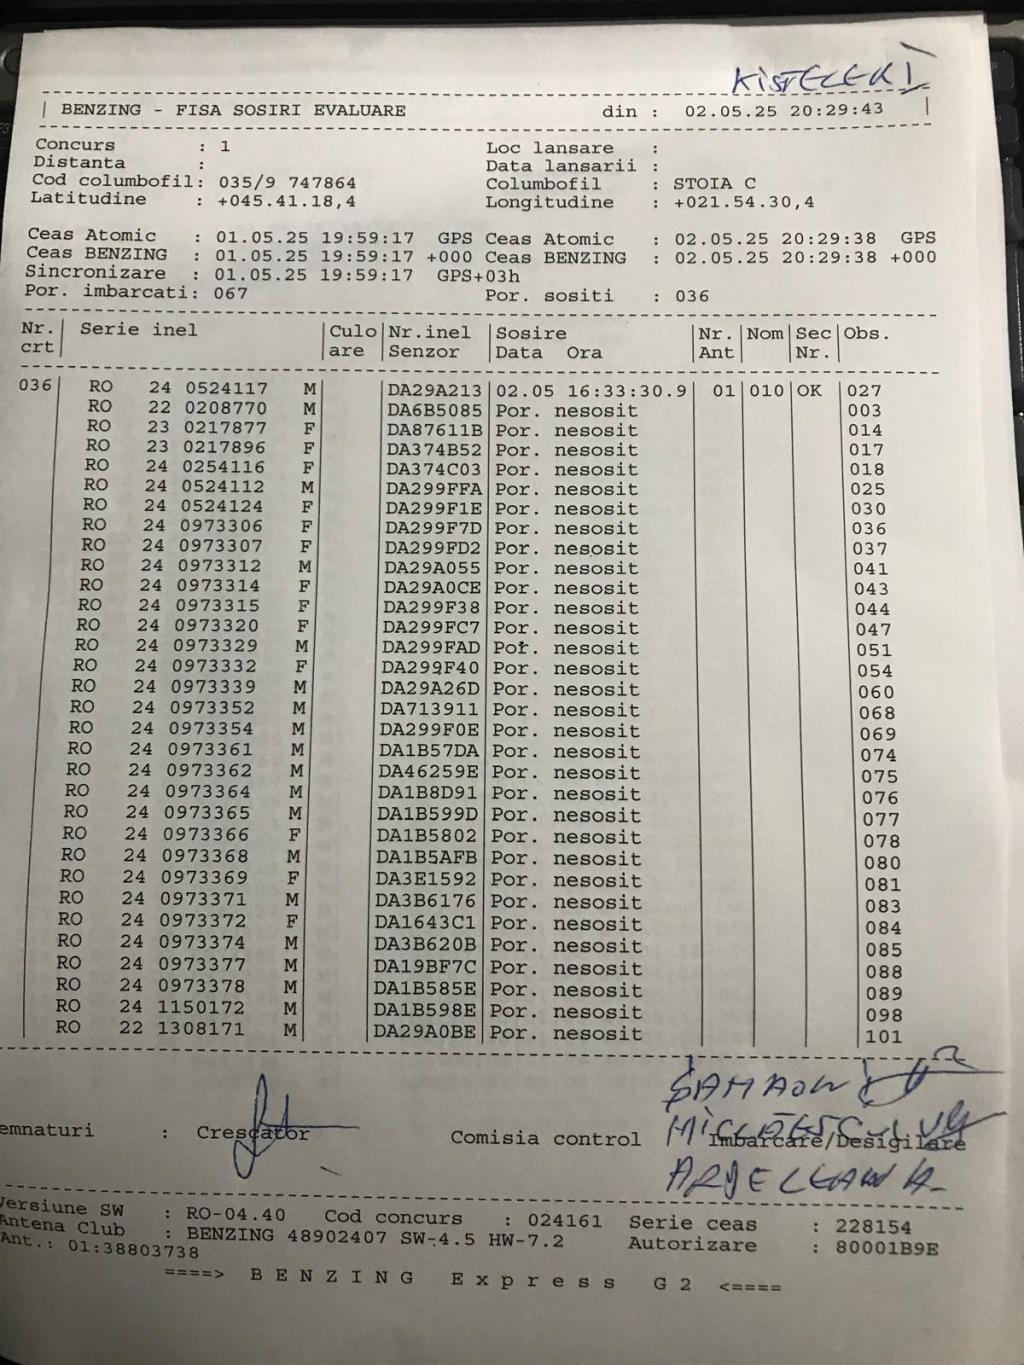 KISTELEKI
| BENZING - FISA SOSIRI EVALUARE din : 02.05.25 20:29:43 |
Concurs : 1 Loc lansare :
Distanta : Data lansarii :
Cod columbofil: 035/9 747864 Columbofil : STOIA C
Latitudine : +045.41.18,4 Longitudine : +021.54.30,4
Ceas Atomic : 01.05.25 19:59:17 GPS Ceas Atomic : 02.05.25 20:29:38 GPS
Ceas BENZING : 01.05.25 19:59:17 +000 Ceas BENZING : 02.05.25 20:29:38 +000
Sincronizare : 01.05.25 19:59:17 GPS+03h
Por. imbarcati: 067 Por. sositi : 036
Nr.| Serie inel |Culo|Nr.inel|Sosire |Nr.|Nom|Sec|Obs.
crt| |are |Senzor |Data Ora |Ant| |Nr.|
036| RO 24 0524117 M| |DA29A213|02.05 16:33:30.9| 01|010|OK |027
RO 22 0208770 M| |DA6B5085|Por. nesosit | | | |003
RO 23 0217877 F| |DA87611B|Por. nesosit | | | |014
RO 23 0217896 F| |DA374B52|Por. nesosit | | | |017
RO 24 0254116 F| |DA374C03|Por. nesosit | | | |018
RO 24 0524112 M| |DA299FFA|Por. nesosit | | | |025
RO 24 0524124 F| |DA299F1E|Por. nesosit | | | |030
RO 24 0973306 F| |DA299F7D|Por. nesosit | | | |036
RO 24 0973307 F| |DA299FD2|Por. nesosit | | | |037
RO 24 0973312 M| |DA29A055|Por. nesosit | | | |041
RO 24 0973314 F| |DA29A0CE|Por. nesosit | | | |043
RO 24 0973315 F| |DA299F38|Por. nesosit | | | |044
RO 24 0973320 F| |DA299FC7|Por. nesosit | | | |047
RO 24 0973329 M| |DA299FAD|Por. nesosit | | | |051
RO 24 0973332 F| |DA299F40|Por. nesosit | | | |054
RO 24 0973339 M| |DA29A26D|Por. nesosit | | | |060
RO 24 0973352 M| |DA713911|Por. nesosit | | | |068
RO 24 0973354 M| |DA299F0E|Por. nesosit | | | |069
RO 24 0973361 M| |DA1B57DA|Por. nesosit | | | |074
RO 24 0973362 M| |DA46259E|Por. nesosit | | | |075
RO 24 0973364 M| |DA1B8D91|Por. nesosit | | | |076
RO 24 0973365 M| |DA1B599D|Por. nesosit | | | |077
RO 24 0973366 F| |DA1B5802|Por. nesosit | | | |078
RO 24 0973368 M| |DA1B5AFB|Por. nesosit | | | |080
RO 24 0973369 F| |DA3E1592|Por. nesosit | | | |081
RO 24 0973371 M| |DA3B6176|Por. nesosit | | | |083
RO 24 0973372 F| |DA1643C1|Por. nesosit | | | |084
RO 24 0973374 M| |DA3B620B|Por. nesosit | | | |085
RO 24 0973377 M| |DA19BF7C|Por. nesosit | | | |088
RO 24 0973378 M| |DA1B585E|Por. nesosit | | | |089
RO 24 1150172 M| |DA1B598E|Por. nesosit | | | |098
RO 22 1308171 M| |DA29A0BE|Por. nesosit | | | |101
emnaturi : Crescator Comisia control Imbarcare/Desigilare
Versiune SW : RO-04.40 Cod concurs : 024161 Serie ceas : 228154
Antena Club : BENZING 48902407 SW-4.5 HW-7.2 Autorizare : 80001B9E
Ant.: 01:38803738
====> B E N Z I N G E x p r e s s G 2 <====